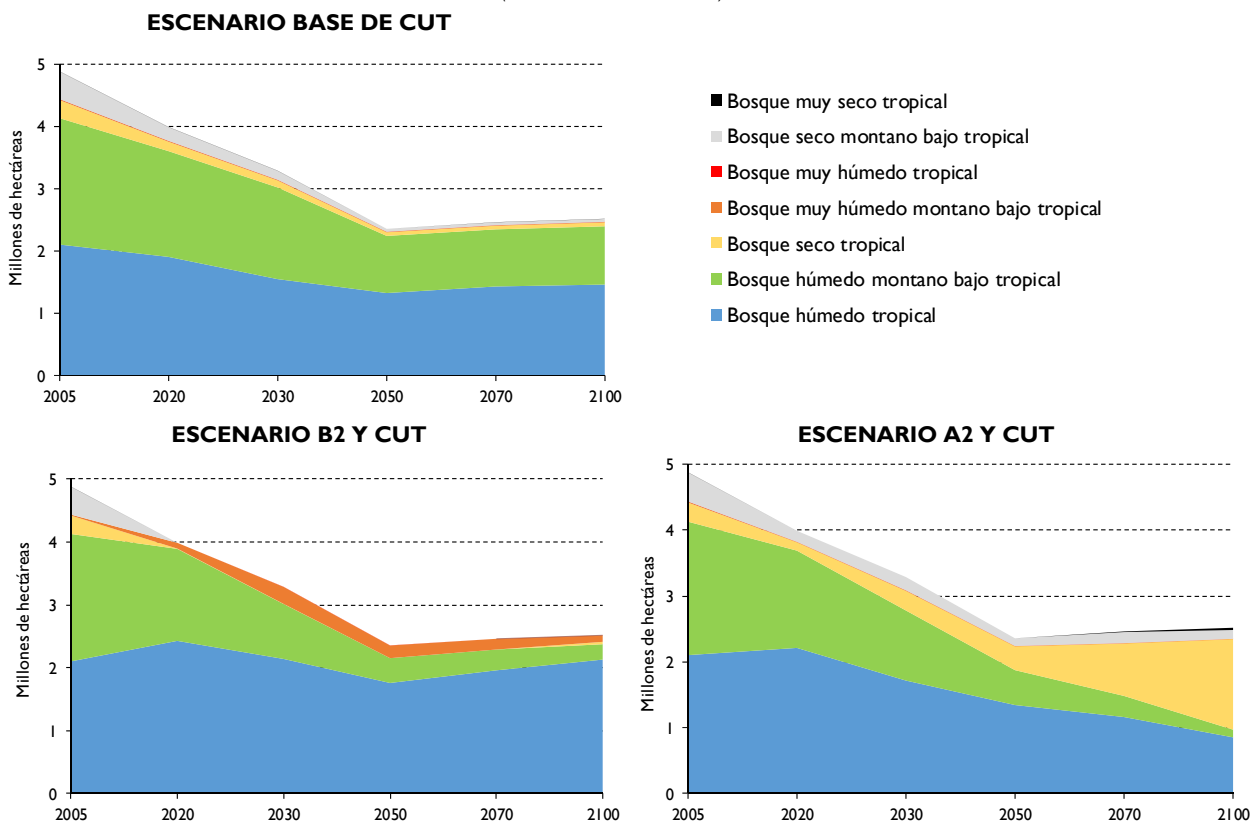 ESCENARIO BASE DE CUT
Millones de hectáreas
5
4
3
2
1
0
2005 2020 2030 2050 2070 2100
Bosque muy seco tropical
Bosque seco montano bajo tropical
Bosque muy húmedo tropical
Bosque muy húmedo montano bajo tropical
Bosque seco tropical
Bosque húmedo montano bajo tropical
Bosque húmedo tropical
ESCENARIO B2 Y CUT
Millones de hectáreas
5
4
3
2
1
0
2005 2020 2030 2050 2070 2100
ESCENARIO A2 Y CUT
Millones de hectáreas
5
4
3
2
1
0
2005 2020 2030 2050 2070 2100